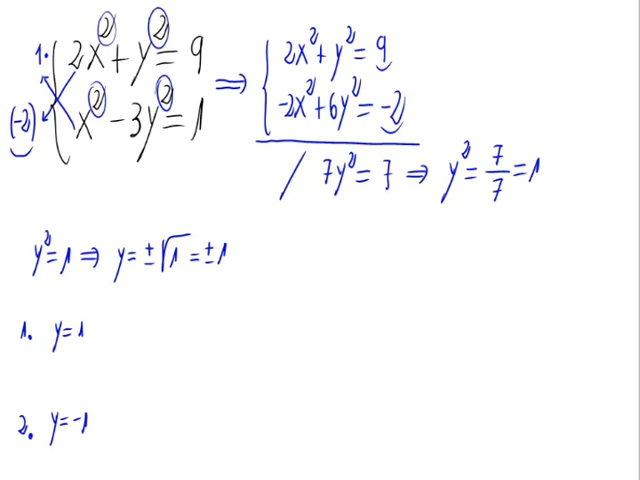 1· { 2x² + y² = 9 ⇒ { 2x² + y² = 9
(-2) { x² - 3y² = 1 { -2x² + 6y² = -2
/ 7y² = 7 ⇒ y² = 7/7 = 1
y² = 1 ⇒ y = ±√1 = ±1
1. y = 1
2. y = -1